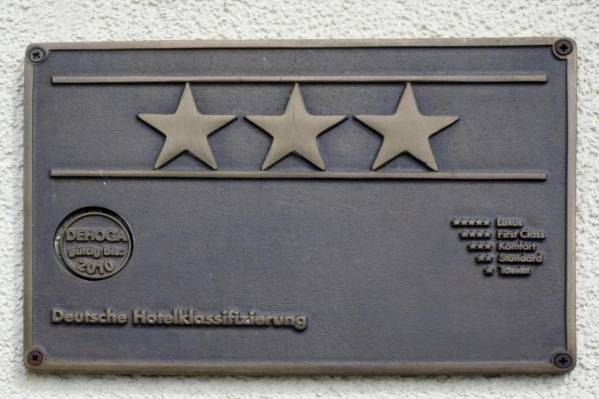 DEHOGA
gültig bis:
2010
***** Luxus
**** First Class
*** Komfort
** Standard
* Tourist
Deutsche Hotelklassifizierung